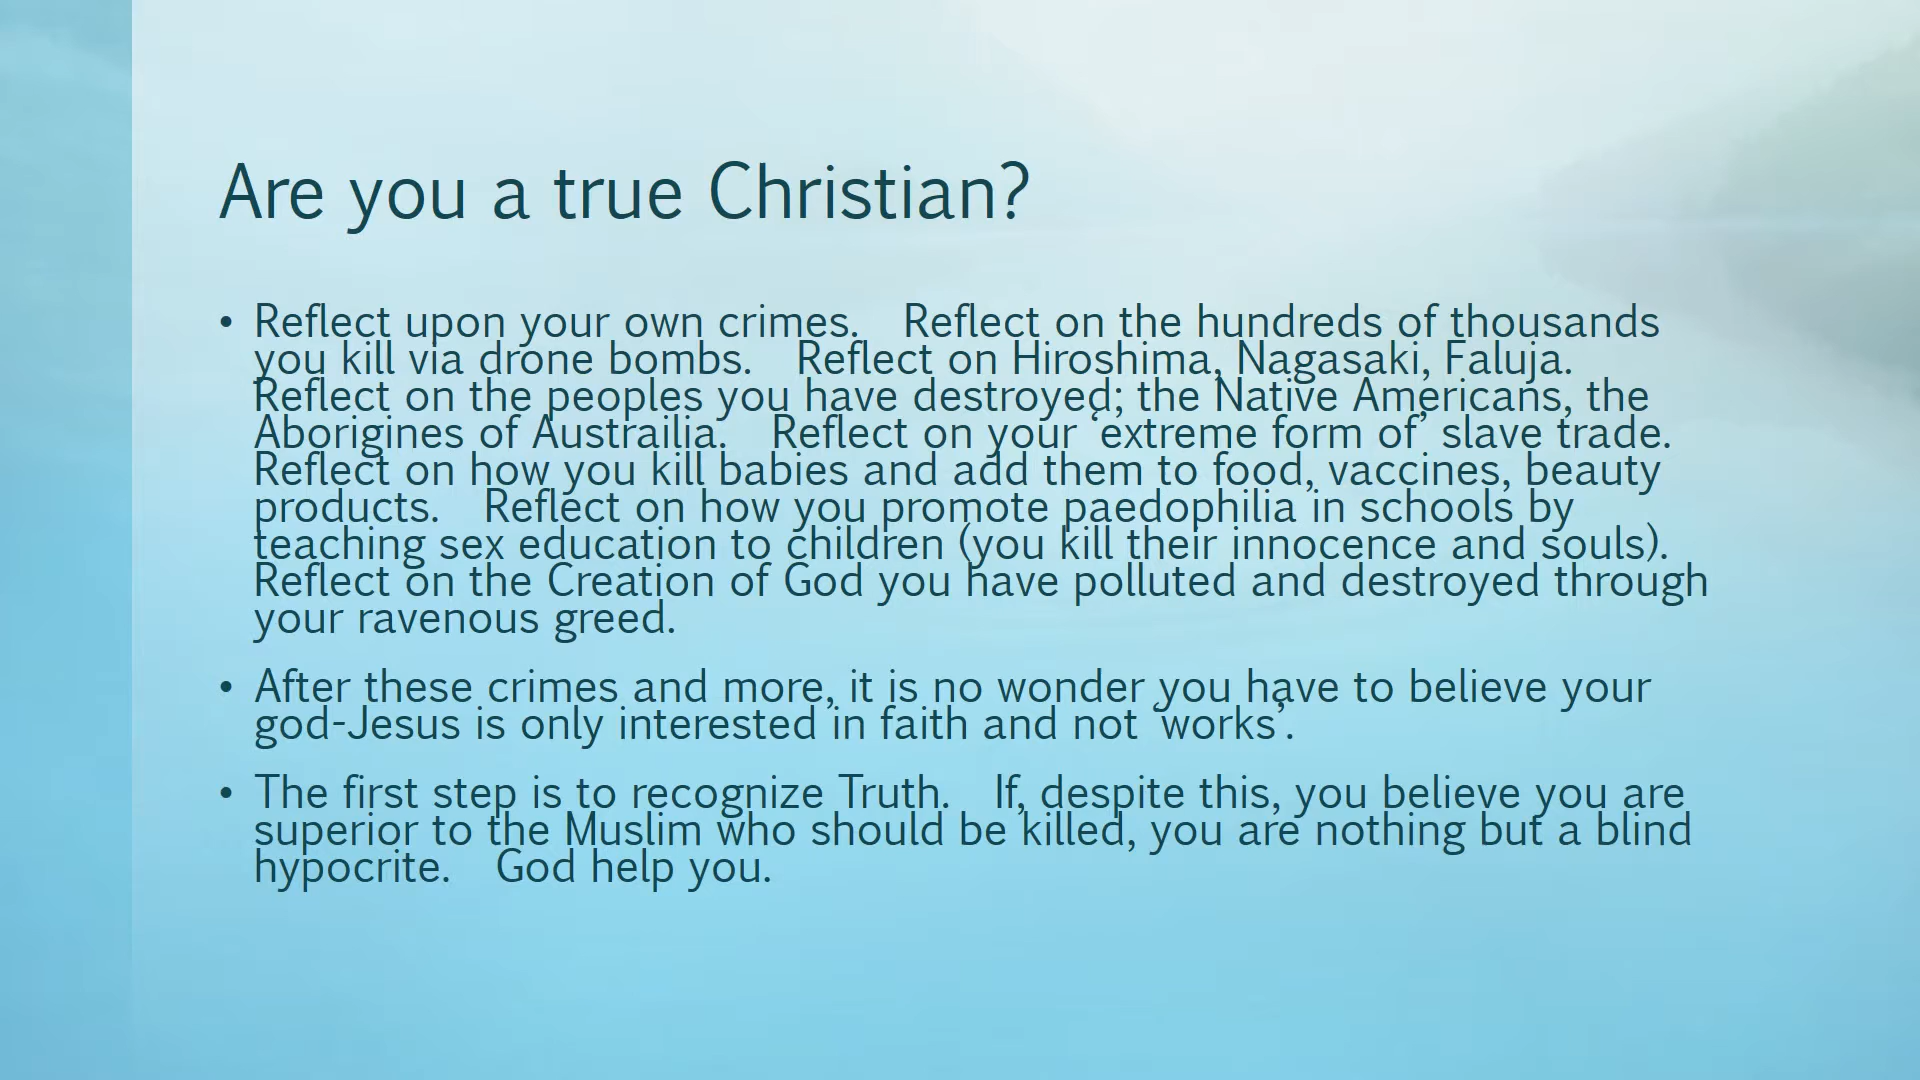 Are you a true Christian?
• Reflect upon your own crimes. Reflect on the hundreds of thousands
you kill via drone bombs. Reflect on Hiroshima, Nagasaki, Faluja.
Reflect on the peoples you have destroyed; the Native Americans, the
Aborigines of Austrailia. Reflect on your ‘extreme form of’ slave trade.
Reflect on how you kill babies and add them to food, vaccines, beauty
products. Reflect on how you promote paedophilia in schools by
teaching sex education to children (you kill their innocence and souls).
Reflect on the Creation of God you have polluted and destroyed through
your ravenous greed.
• After these crimes and more, it is no wonder you have to believe your
god-Jesus is only interested in faith and not ‘works’.
• The first step is to recognize Truth. If, despite this, you believe you are
superior to the Muslim who should be killed, you are nothing but a blind
hypocrite. God help you.